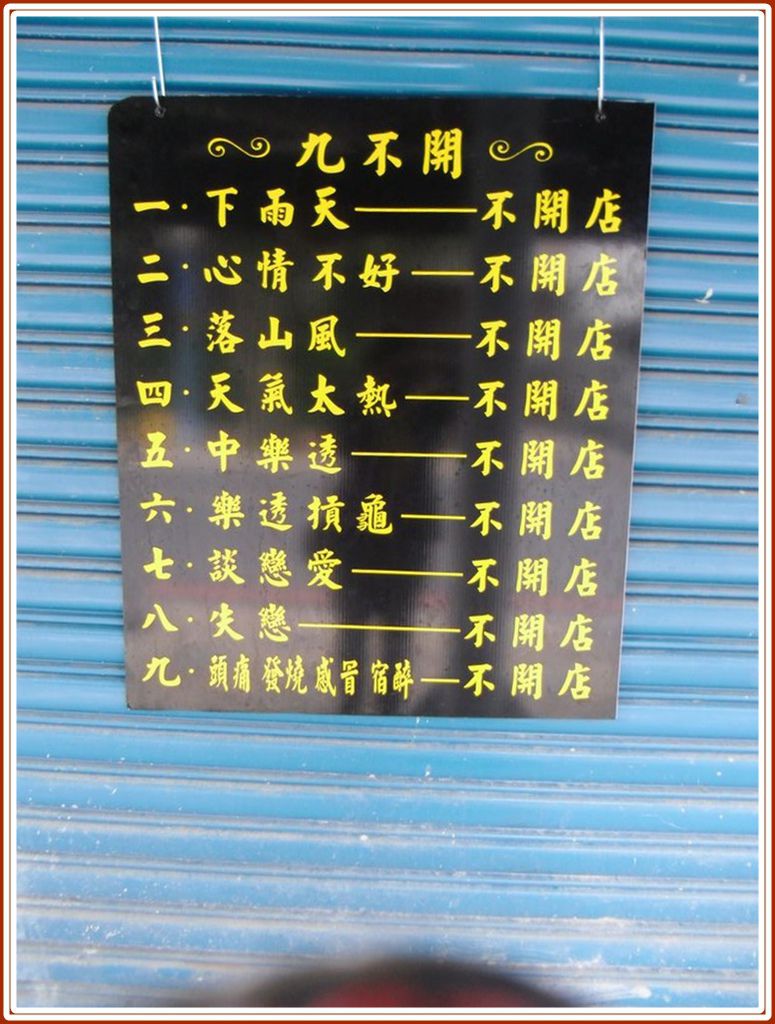 九不開
一·下雨天——不開店
二·心情不好——不開店
三·落山風——不開店
四·天氣太熱——不開店
五·中樂透——不開店
六·樂透摃龜——不開店
七·談戀愛——不開店
八·失戀——不開店
九·頭痛發燒感冒宿醉—不開店